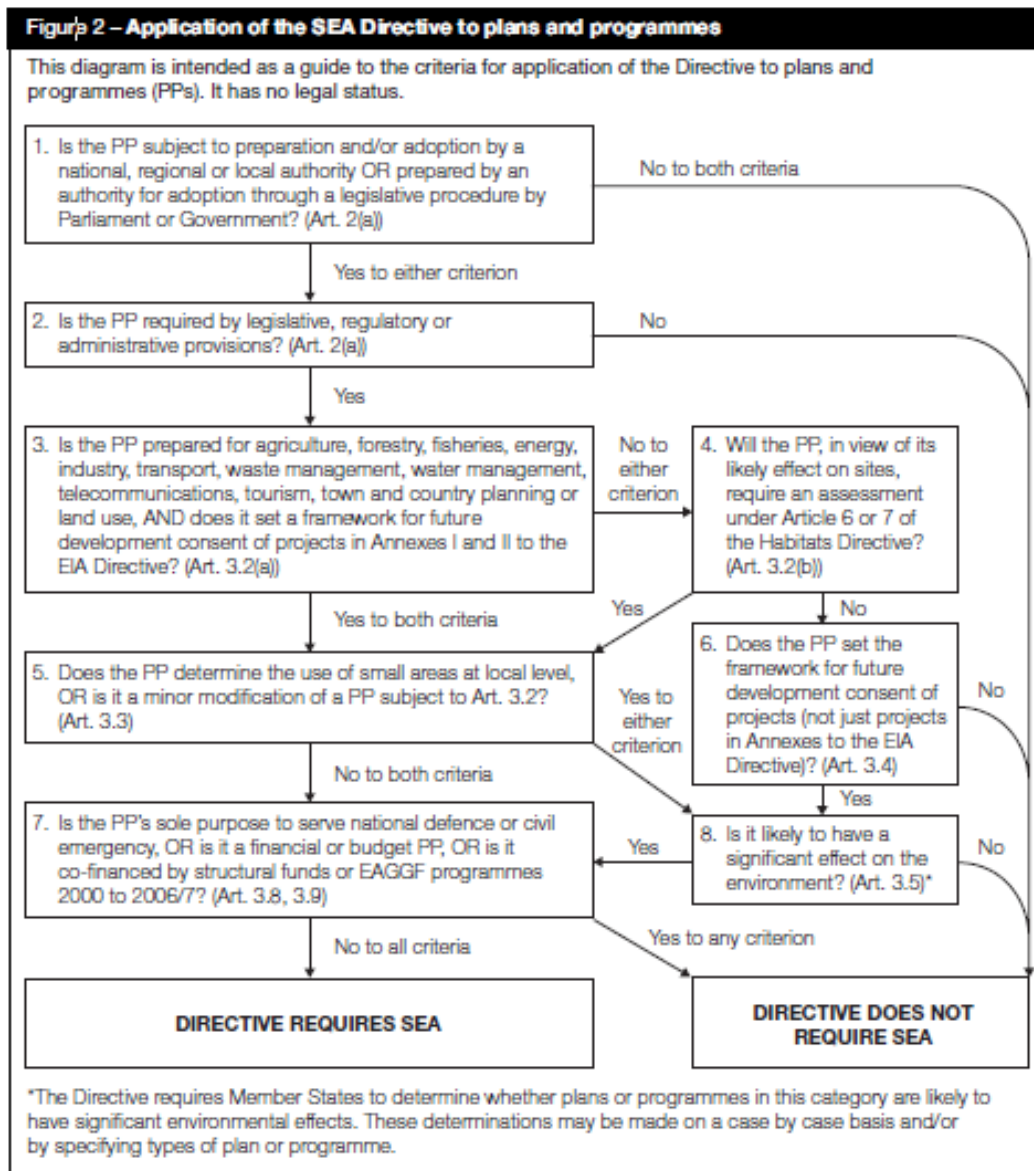 Figure 2 – Application of the SEA Directive to plans and programmes
This diagram is intended as a guide to the criteria for application of the Directive to plans and
programmes (PPs). It has no legal status.
1. Is the PP subject to preparation and/or adoption by a
national, regional or local authority OR prepared by an
authority for adoption through a legislative procedure by
Parliament or Government? (Art. 2(a))
No to both criteria
Yes to either criterion
2. Is the PP required by legislative, regulatory or
administrative provisions? (Art. 2(a))
No
Yes
3. Is the PP prepared for agriculture, forestry, fisheries, energy,
industry, transport, waste management, water management,
telecommunications, tourism, town and country planning or
land use, AND does it set a framework for future
development consent of projects in Annexes I and II to the
EIA Directive? (Art. 3.2(a))
No to
either
criterion
4. Will the PP, in view of its
likely effect on sites,
require an assessment
under Article 6 or 7 of
the Habitats Directive?
(Art. 3.2(b))
Yes to both criteria
Yes
No
5. Does the PP determine the use of small areas at local level,
OR is it a minor modification of a PP subject to Art. 3.2?
(Art. 3.3)
Yes to
either
criterion
6. Does the PP set the
framework for future
development consent of
projects (not just projects
in Annexes to the EIA
Directive)? (Art. 3.4)
No
No to both criteria
Yes
7. Is the PP's sole purpose to serve national defence or civil
emergency, OR is it a financial or budget PP, OR is it
co-financed by structural funds or EAGGF programmes
2000 to 2006/7? (Art. 3.8, 3.9)
Yes
8. Is it likely to have a
significant effect on the
environment? (Art. 3.5)*
No
No to all criteria
Yes to any criterion
DIRECTIVE REQUIRES SEA
DIRECTIVE DOES NOT
REQUIRE SEA
*The Directive requires Member States to determine whether plans or programmes in this category are likely to
have significant environmental effects. These determinations may be made on a case by case basis and/or
by specifying types of plan or programme.